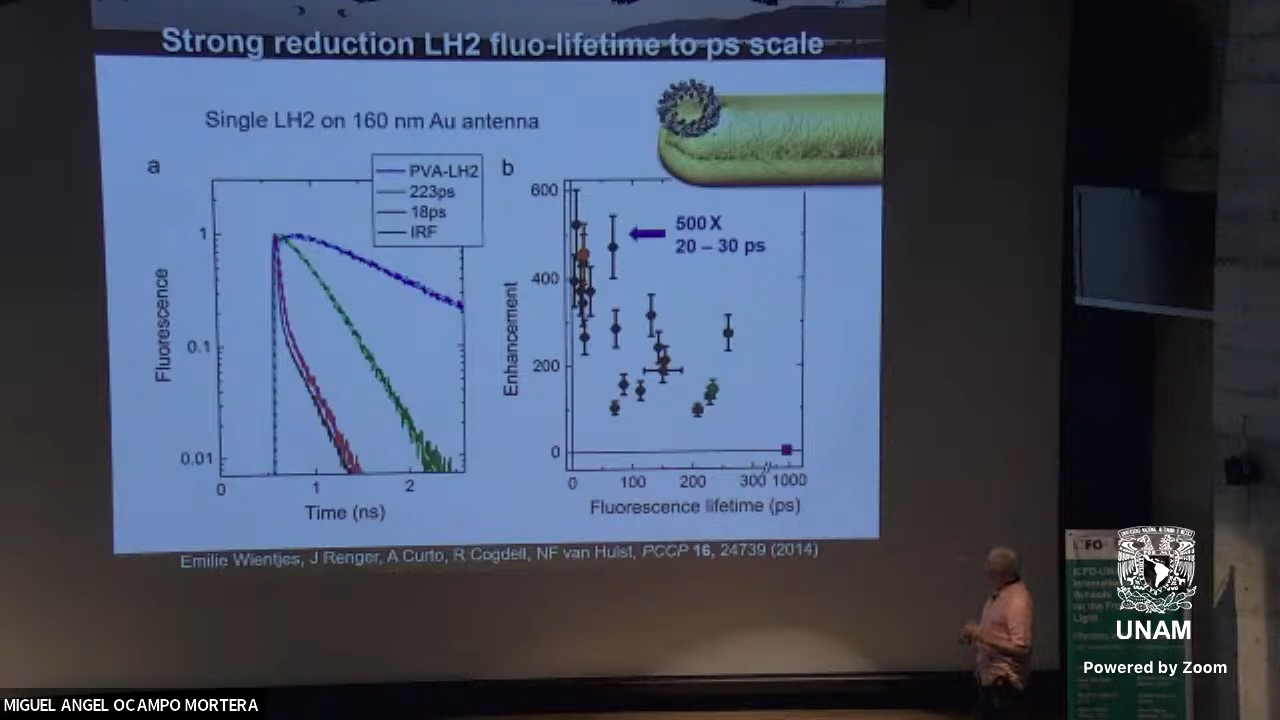 Strong reduction LH2 fluo-lifetime to ps scale
Single LH2 on 160 nm Au antenna
a
PVA-LH2
223ps
18ps
IRF
Fluorescence
1
0.1
0.01
0
1
2
Time (ns)
b
600
400
200
0
Enhancement
500 X
20 – 30 ps
0
100
200
300
1000
Fluorescence lifetime (ps)
Emilie Wientjes, J Renger, A Curto, R Cogdell, NF van Hulst, PCCP 16, 24739 (2014)
UNAM
Powered by Zoom
MIGUEL ANGEL OCAMPO MORTERA